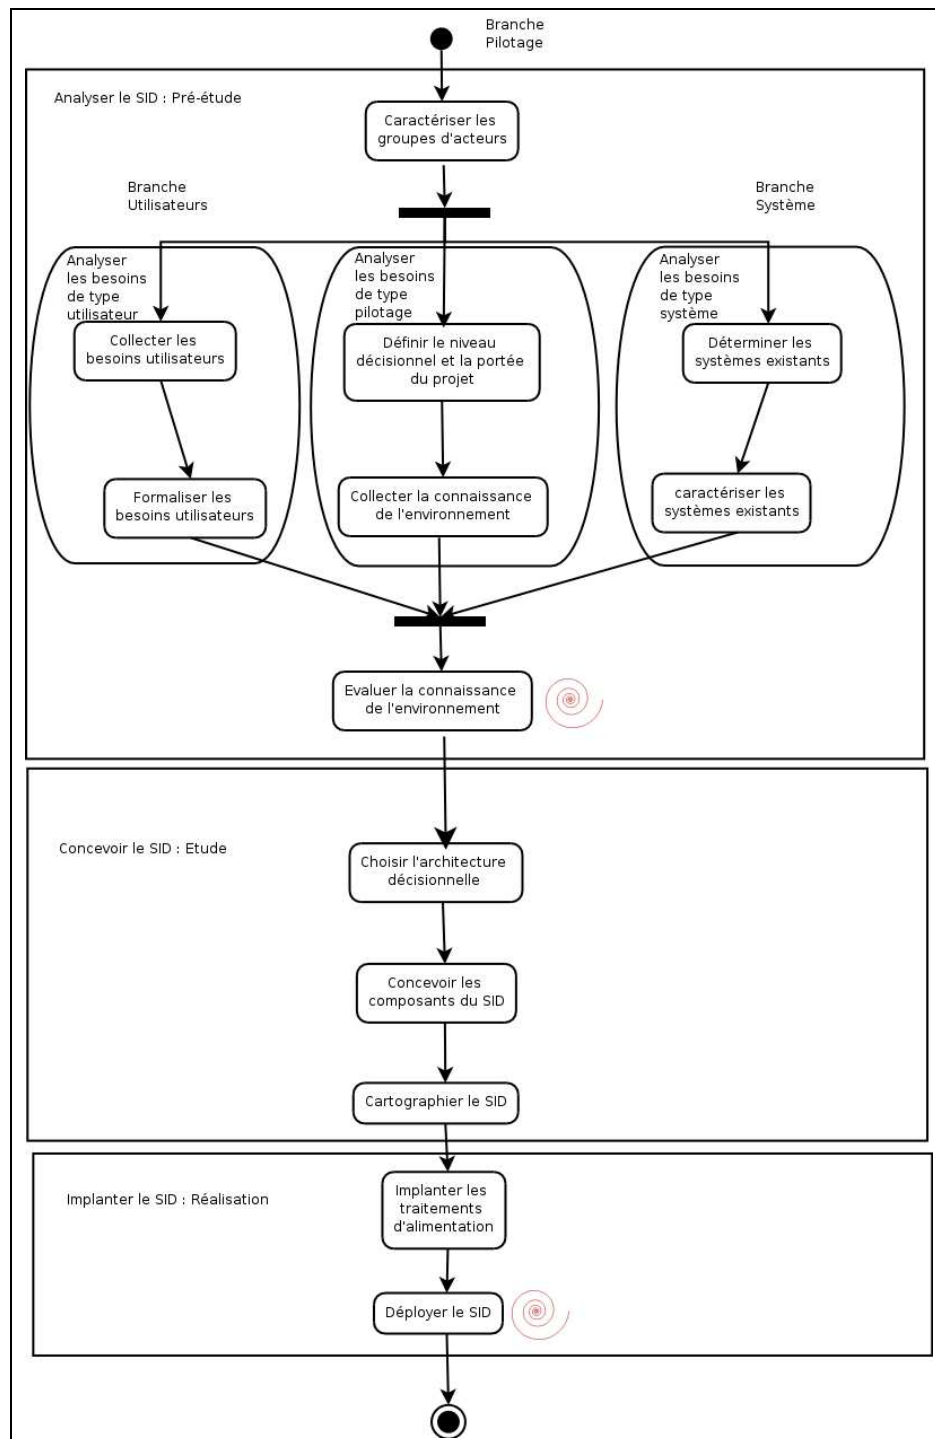 Branche
Pilotage
Analyser le SID : Pré-étude
Caractériser les
groupes d'acteurs
Branche
Utilisateurs
Branche
Système
Analyser
les besoins
de type
utilisateur
Analyser
les besoins
de type
pilotage
Analyser
les besoins
de type
système
Collecter les
besoins utilisateurs
Définir le niveau
décisionnel et la portée
du projet
Déterminer les
systèmes existants
Formaliser les
besoins utilisateurs
Collecter la connaissance
de l'environnement
caractériser les
systèmes existants
Evaluer la connaissance
de l'environnement
Concevoir le SID : Etude
Choisir l'architecture
décisionnelle
Concevoir les
composants du SID
Cartographier le SID
Implanter le SID : Réalisation
Implanter les
traitements
d'alimentation
Déployer le SID